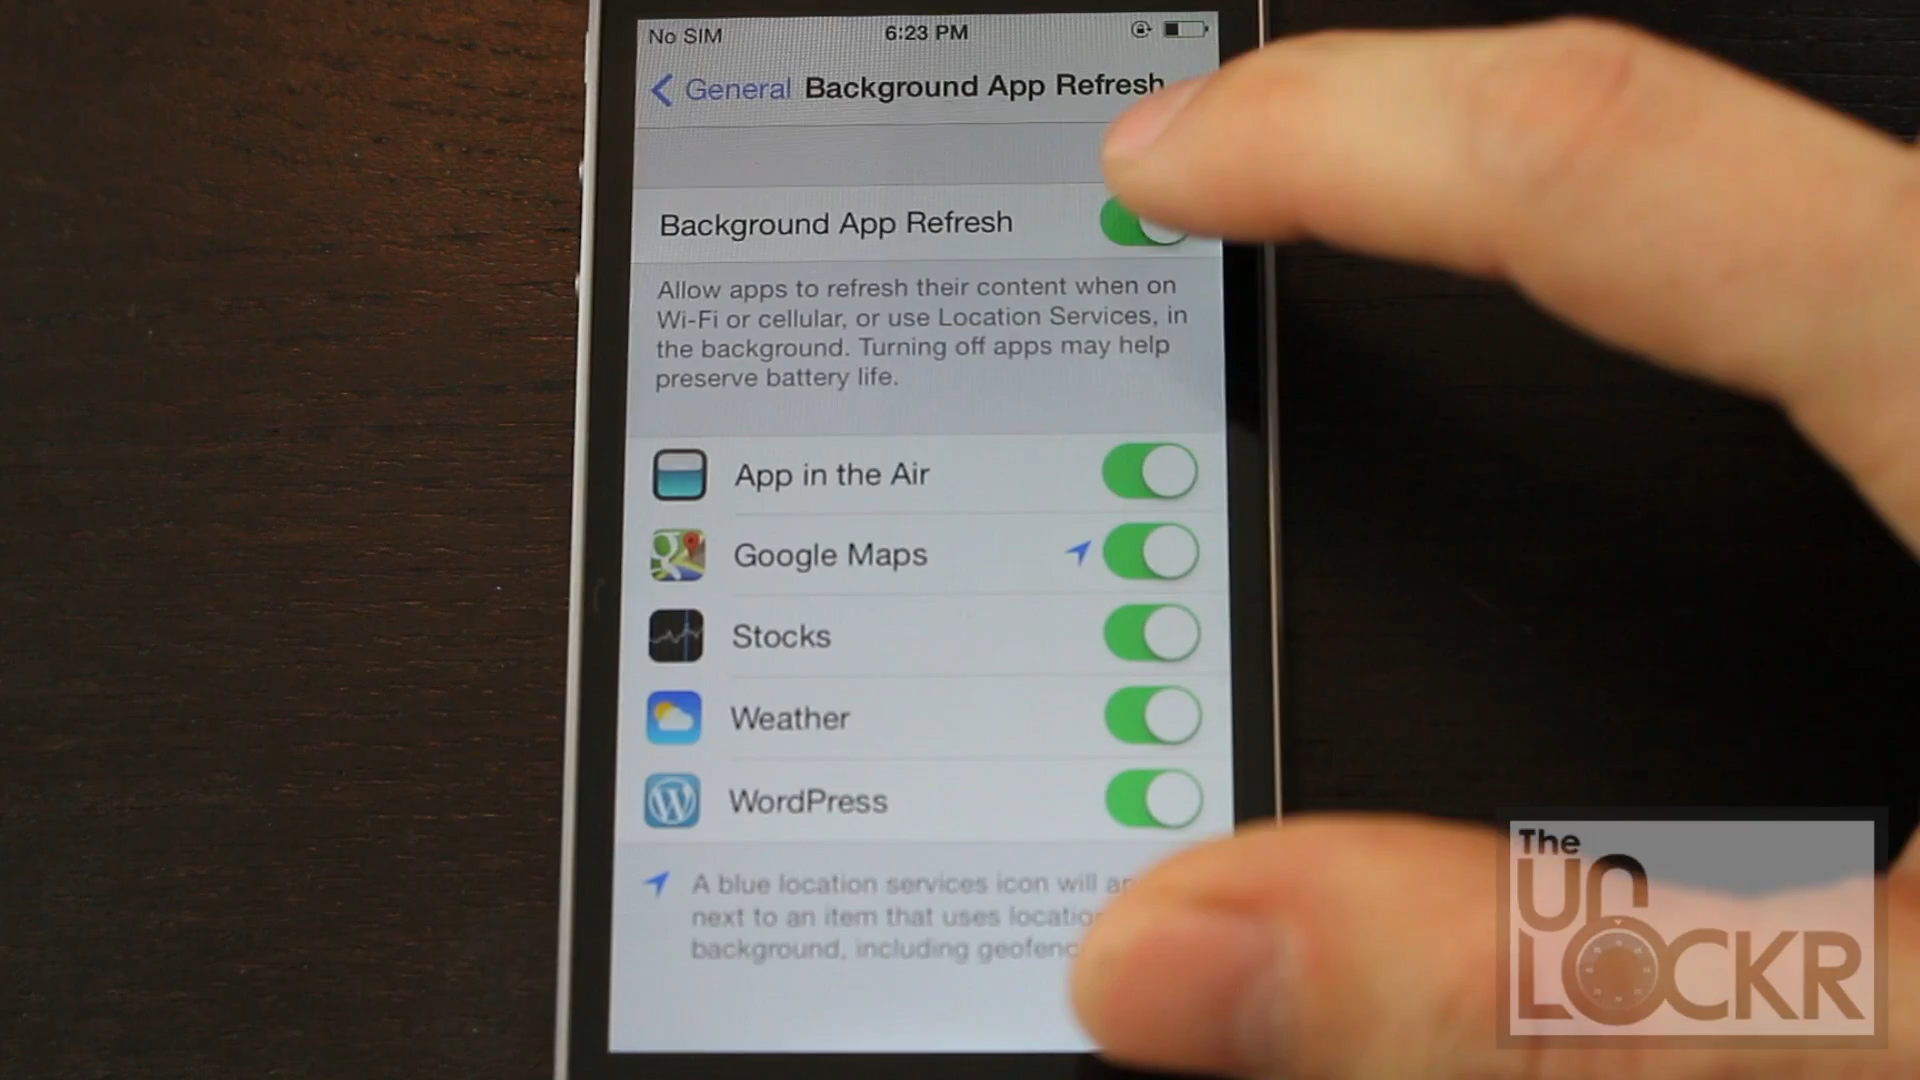 No SIM 6:23 PM
General Background App Refresh
Background App Refresh
Allow apps to refresh their content when on
Wi-Fi or cellular, or use Location Services, in
the background. Turning off apps may help
preserve battery life.
App in the Air
Google Maps
Stocks
Weather
WordPress
A blue location services icon will
next to an item that uses
background, including
The
UN
LOCKR